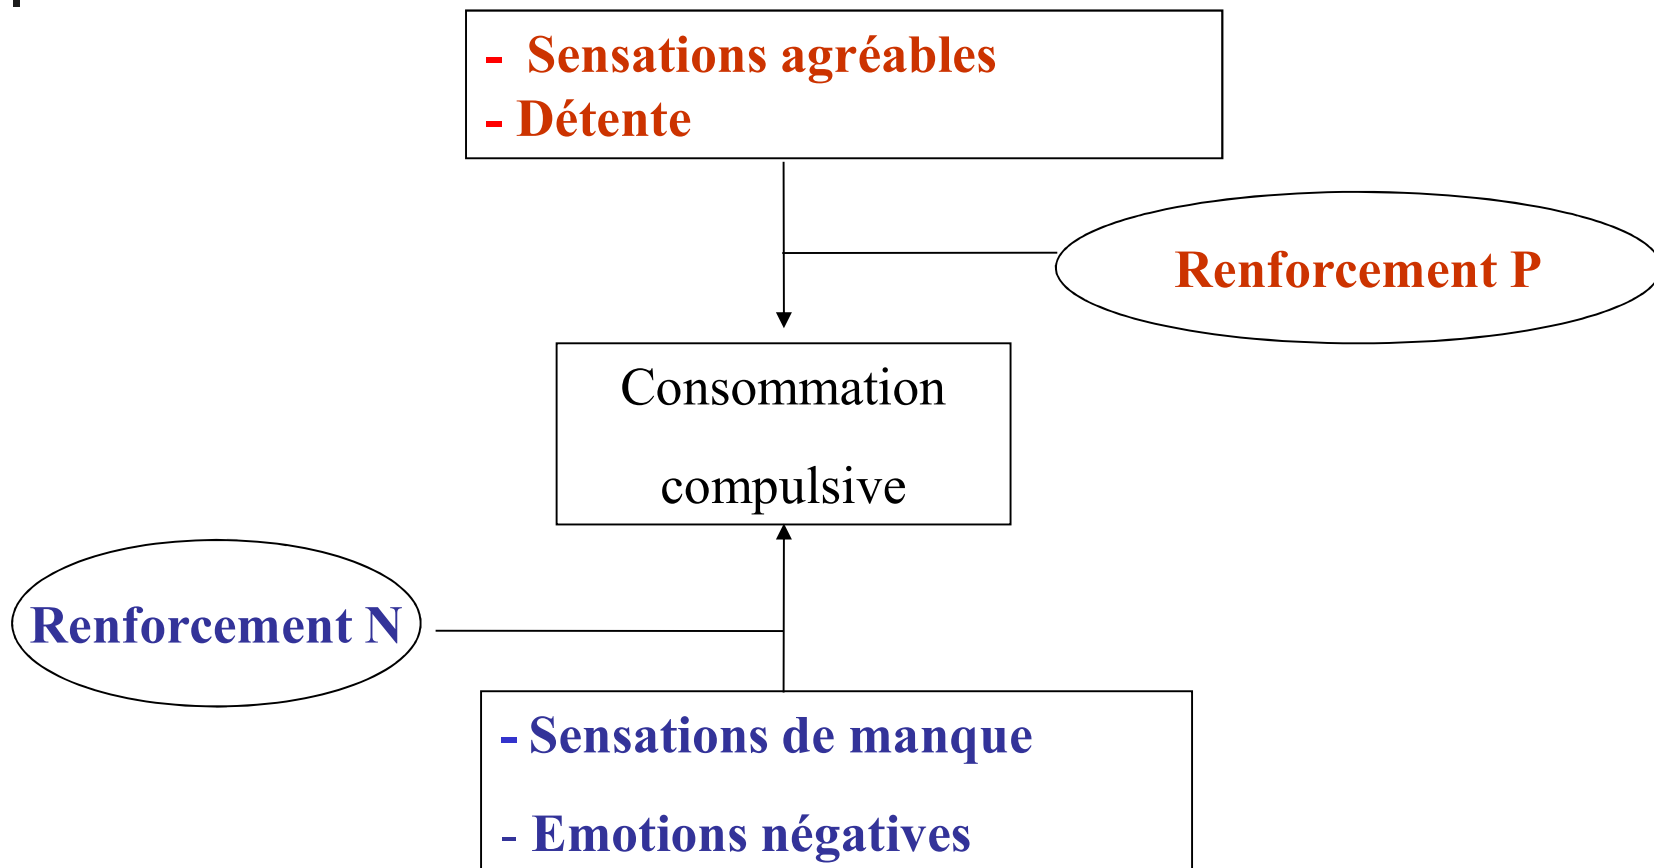 - Sensations agréables
- Détente
Renforcement P
Consommation
compulsive
Renforcement N
- Sensations de manque
- Emotions négatives